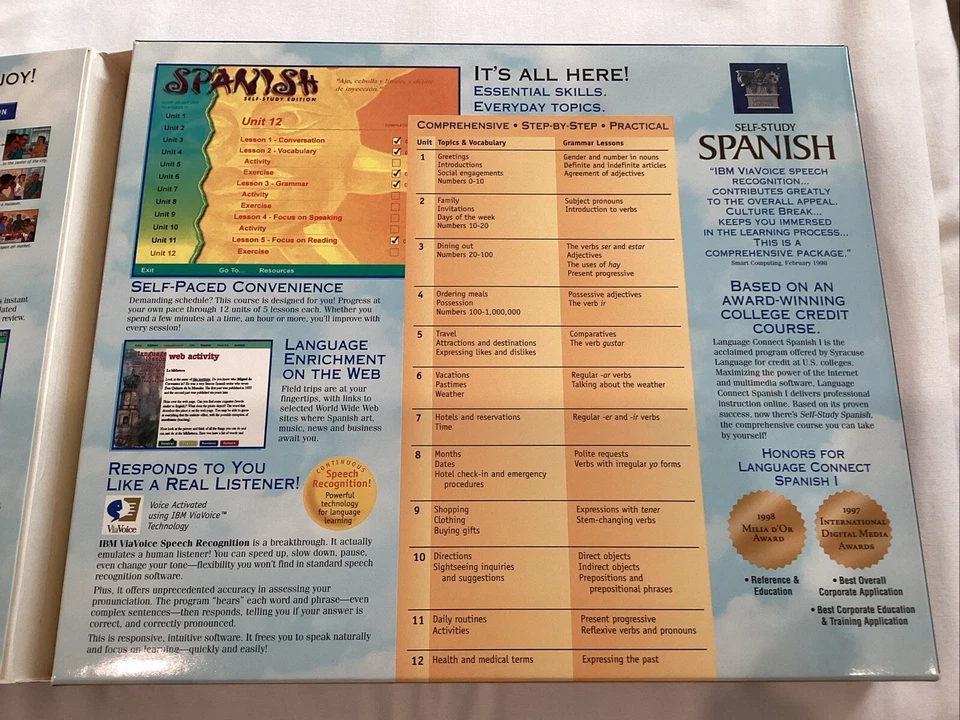 JOY!
ON
in the center of the city.
s instant
lated
review.
SPANISH
SELF-STUDY EDITION
"Ajo, cebolla y limón,
de inyección."
Unit 1
Unit 2
Unit 3
Unit 4
Unit 5
Unit 6
Unit 7
Unit 8
Unit 9
Unit 10
Unit 11
Unit 12
Unit 12
Lesson 1 - Conversation
Lesson 2 - Vocabulary
Activity
Exercise
Lesson 3 - Grammar
Activity
Exercise
Lesson 4 - Focus on Speaking
Activity
Lesson 5 - Focus on Reading
Exercise
Exit Go To... Resources
SELF-PACED CONVENIENCE
Demanding schedule? This course is designed for you! Progress at
your own pace through 12 units of 5 lessons each. Whether you
spend a few minutes at a time, an hour or more, you'll improve with
every session!
web activity
LANGUAGE
ENRICHMENT
ON THE WEB
Field trips are at your
fingertips, with links to
selected World Wide Web
sites where Spanish art,
music, news and business
await you.
RESPONDS TO YOU
LIKE A REAL LISTENER!
CONTINUOUS
Speech
Recognition!
Powerful
technology
for language
learning
ViaVoice
Voice Activated
using IBM ViaVoice™
Technology
IBM ViaVoice Speech Recognition is a breakthrough. It actually
emulates a human listener! You can speed up, slow down, pause,
even change your tone—flexibility you won't find in standard speech
recognition software.
Plus, it offers unprecedented accuracy in assessing your
pronunciation. The program "hears" each word and phrase—even
complex sentences—then responds, telling you if your answer is
correct, and correctly pronounced.
This is responsive, intuitive software. It frees you to speak naturally
and focus on learning—quickly and easily!
IT'S ALL HERE!
ESSENTIAL SKILLS.
EVERYDAY TOPICS.
COMPREHENSIVE • STEP-BY-STEP • PRACTICAL
Unit Topics & Vocabulary Grammar Lessons
1 Greetings Gender and number in nouns
Introductions Definite and indefinite articles
Social engagements Agreement of adjectives
Numbers 0-10
2 Family Subject pronouns
Invitations Introduction to verbs
Days of the week
Numbers 10-20
3 Dining out The verbs ser and estar
Numbers 20-100 Adjectives
The uses of hay
Present progressive
4 Ordering meals Possessive adjectives
Possession The verb ir
Numbers 100-1,000,000
5 Travel Comparatives
Attractions and destinations The verb gustar
Expressing likes and dislikes
6 Vacations Regular -ar verbs
Pastimes Talking about the weather
Weather
7 Hotels and reservations Regular -er and -ir verbs
Time
8 Months Polite requests
Dates Verbs with irregular yo forms
Hotel check-in and emergency
procedures
9 Shopping Expressions with tener
Clothing Stem-changing verbs
Buying gifts
10 Directions Direct objects
Sightseeing inquiries Indirect objects
and suggestions Prepositions and
prepositional phrases
11 Daily routines Present progressive
Activities Reflexive verbs and pronouns
12 Health and medical terms Expressing the past
SELF-STUDY
SPANISH
"IBM VIAVOICE SPEECH
RECOGNITION...
CONTRIBUTES GREATLY
TO THE OVERALL APPEAL.
CULTURE BREAK...
KEEPS YOU IMMERSED
IN THE LEARNING PROCESS...
THIS IS A
COMPREHENSIVE PACKAGE."
Smart Computing, February 1998
BASED ON AN
AWARD-WINNING
COLLEGE CREDIT
COURSE.
Language Connect Spanish I is the
acclaimed program offered by Syracuse
Language for credit at U.S. colleges.
Maximizing the power of the Internet
and multimedia software, Language
Connect Spanish I delivers professional
instruction online. Based on its proven
success, now there's Self-Study Spanish,
the comprehensive course you can take
by yourself!
HONORS FOR
LANGUAGE CONNECT
SPANISH I
1998
MILIA D'OR
AWARD
1997
INTERNATIONAL
DIGITAL MEDIA
AWARDS
• Reference &
Education
• Best Overall
Corporate Application
• Best Corporate Education
& Training Application